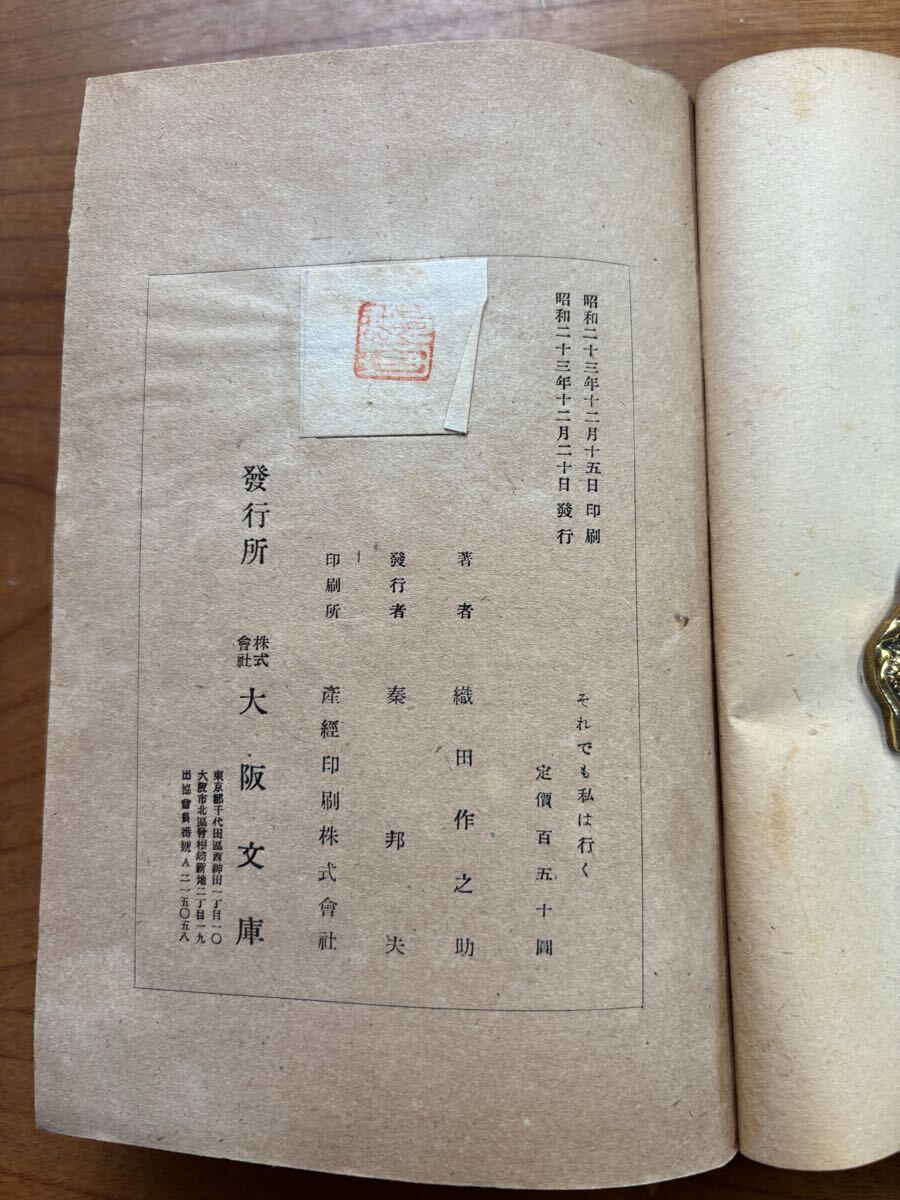 昭和二十三年十二月十五日印刷
昭和二十三年十二月二十日發行
それでも私は行く
定價百五十圓
著者 織田作之助
發行者 秦邦夫
印刷所 產經印刷株式會社
發行所 株式會社 大阪文庫
東京都千代田區西神田一丁目一〇
大阪市北區曾根崎新地二丁目一九
出協會員番號A二一五〇五八